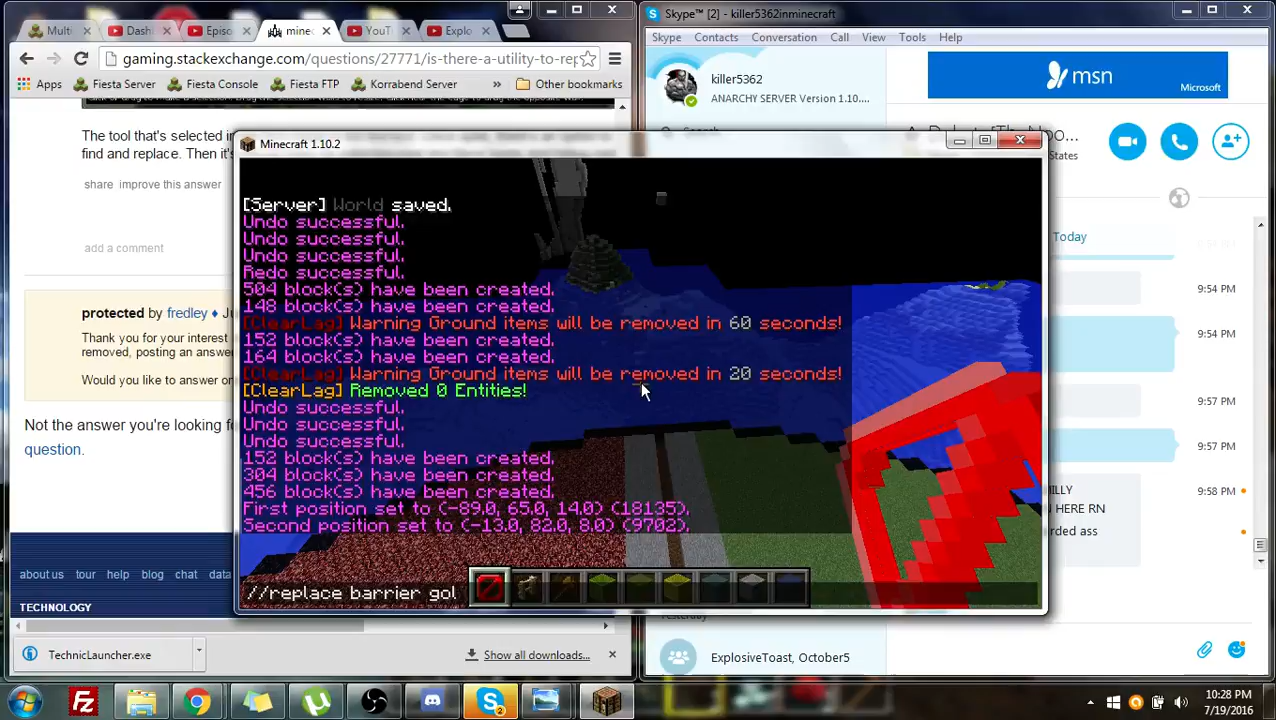 Multi
Dasha
Episo
minec
YouT
Explo
gaming.stackexchange.com/questions/27771/is-there-a-utility-to-rep
Apps
Fiesta Server
Fiesta Console
Fiesta FTP
Korrabend Server
»
Other bookmarks
The tool that's selected in
find and replace. Then it's
share improve this answer
add a comment
protected by fredley ♦ Ju
Thank you for your interest
removed, posting an answer
Would you like to answer
Not the answer you're looking fo
question.
about us tour help blog chat data
TECHNOLOGY
TechnicLauncher.exe
Show all downloads...
Skype™ [2] - killer5362inminecraft
Skype Contacts Conversation Call View Tools Help
killer5362
ANARCHY SERVER Version 1.10....
msn
Microsoft
Search
States
Today
9:54 PM
9:54 PM
9:57 PM
9:57 PM
HILLY
9:58 PM
N HERE RN
rded ass
Yesterday
ExplosiveToast, October5
Minecraft 1.10.2
[Server] World saved.
Undo successful.
Undo successful.
Undo successful.
Redo successful.
504 block(s) have been created.
148 block(s) have been created.
[ClearLag] Warning Ground items will be removed in 60 seconds!
152 block(s) have been created.
164 block(s) have been created.
[ClearLag] Warning Ground items will be removed in 20 seconds!
[ClearLag] Removed 0 Entities!
Undo successful.
Undo successful.
Undo successful.
152 block(s) have been created.
304 block(s) have been created.
456 block(s) have been created.
First position set to (-89.0, 65.0, 14.0) (18135).
Second position set to (-13.0, 82.0, 8.0) (9702).
//replace barrier gol
10:28 PM
7/19/2016